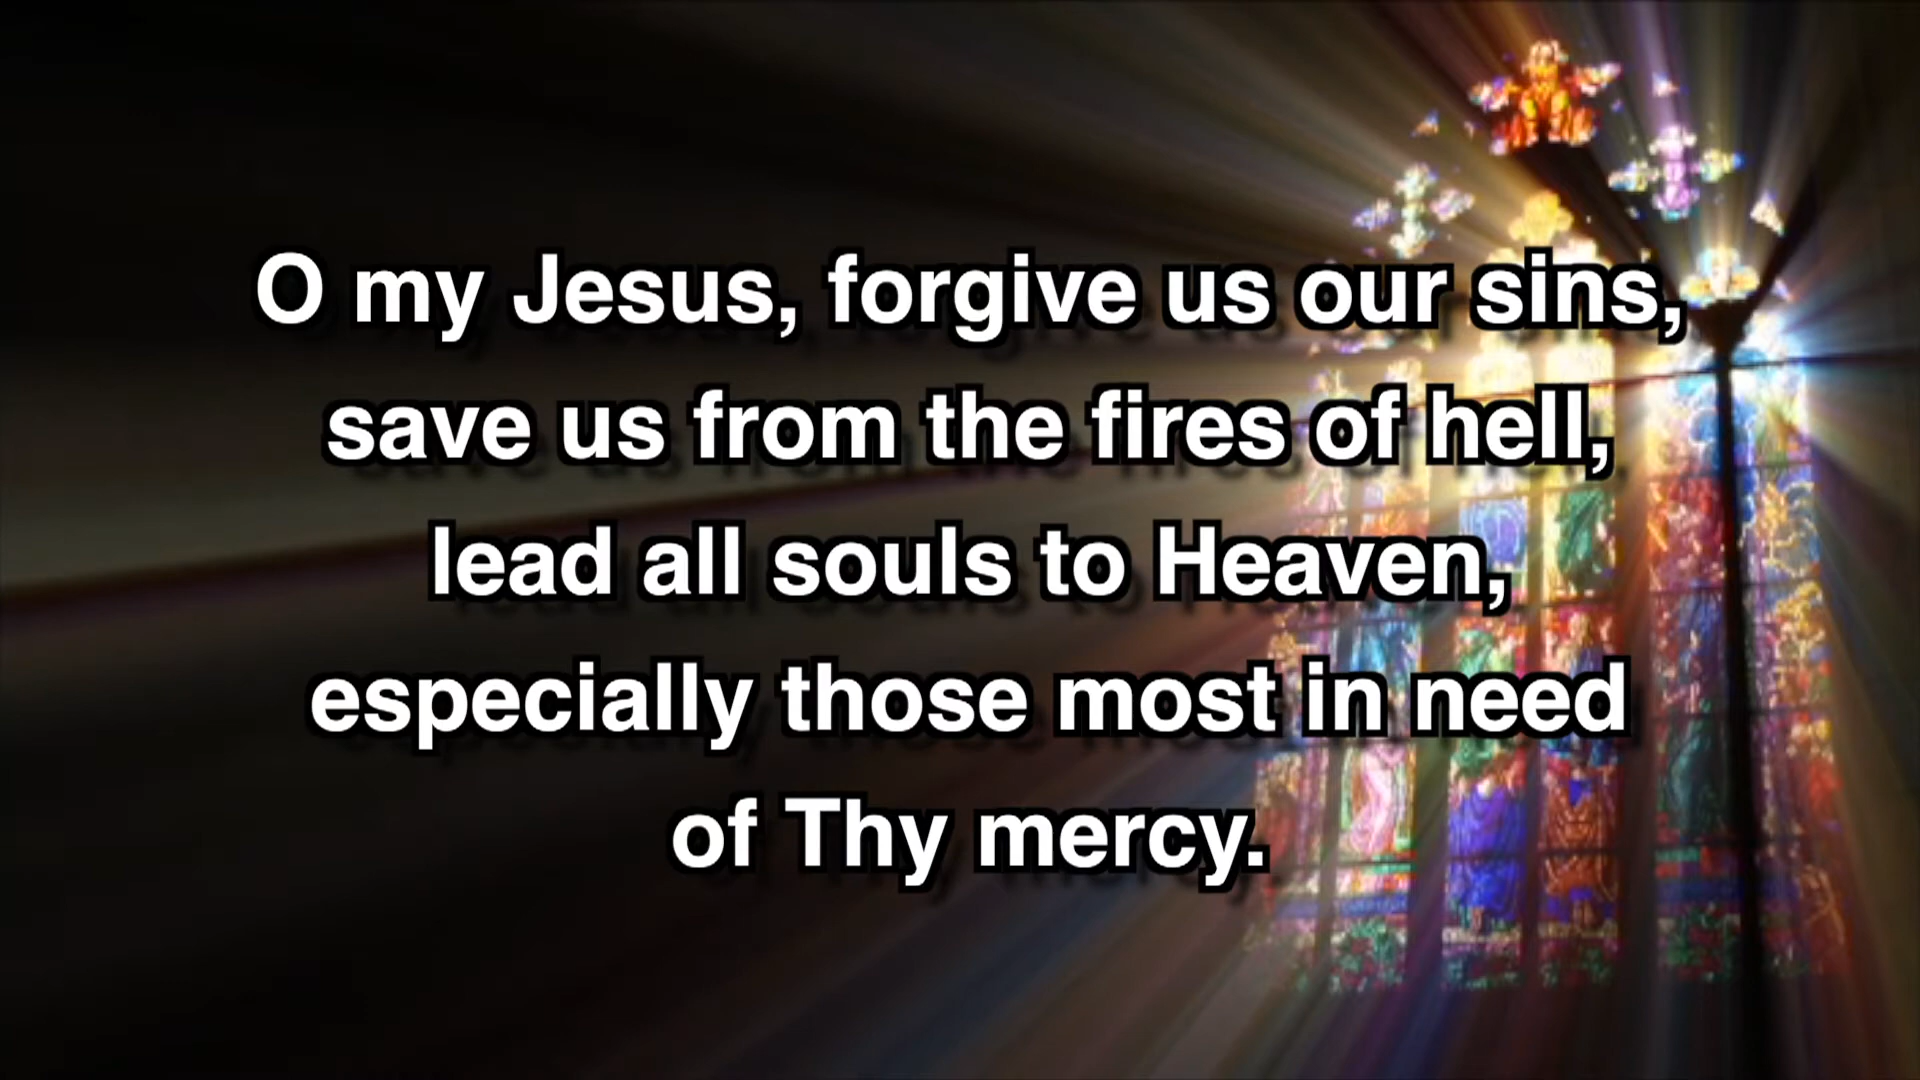 O my Jesus, forgive us our sins,
save us from the fires of hell,
lead all souls to Heaven,
especially those most in need
of Thy mercy.